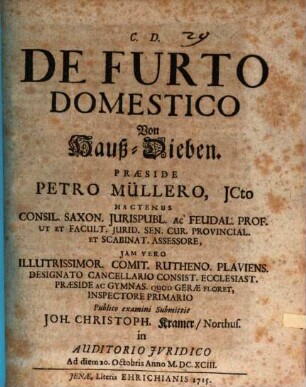 C. D.
29
DE FURTO
DOMESTICO
Von
Hauß-Dieben.
PRÆSIDE
PETRO MÜLLERO, JCto
HACTENUS
CONSIL. SAXON. JURISPUBL. AC FEUDAL. PROF.
UT ET FACULT. JURID. SEN. CUR. PROVINCIAL.
ET SCABINAT. ASSESSORE,
JAM VERO
ILLUTRISSIMOR. COMIT. RUTHENO. PLAVIENS.
DESIGNATO CANCELLARIO CONSIST. ECCLESIAST.
PRÆSIDE AC GYMNAS. QUOD GERÆ FLORET,
INSPECTORE PRIMARIO
Publico examini Submittit
JOH. CHRISTOPH. Kramer/ Northus.
in
AUDITORIO JVRIDICO
Ad diem 20. Octobris Anno M. DC. XCIII.
JENÆ, Literis EHRICHIANIS 1715.